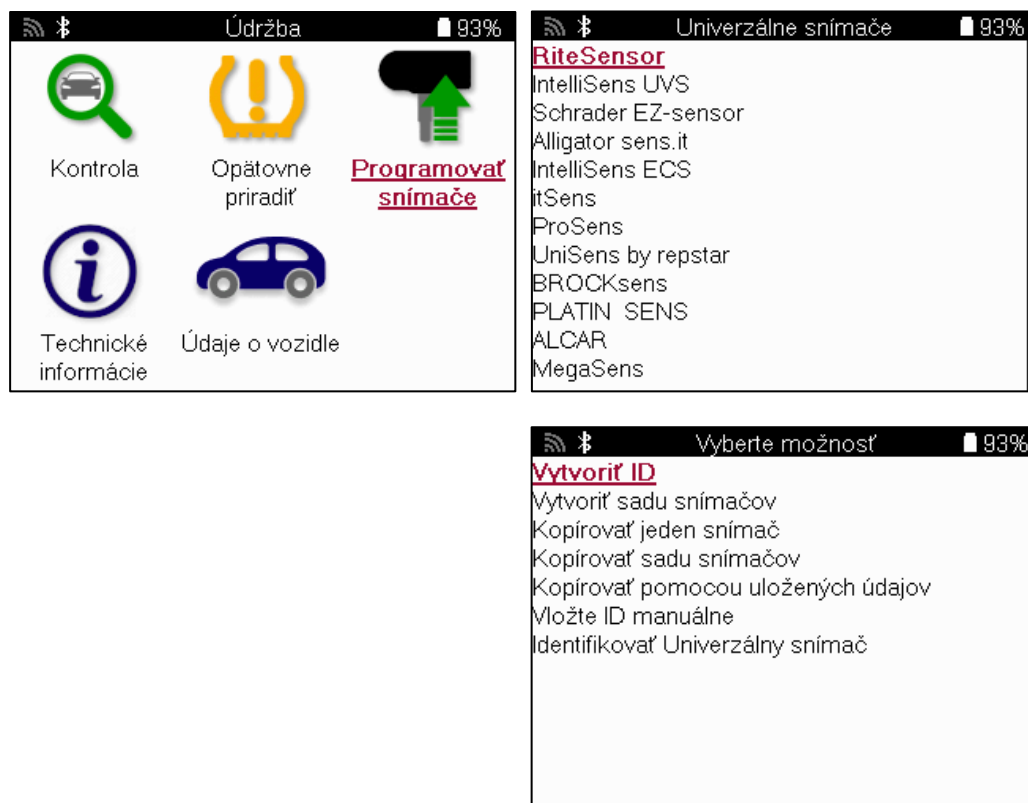 Údržba 93%
Kontrola
Opätovne
priradiť
Programovať
snímače
Technické
informácie
Údaje o vozidle
Univerzálne snímače 93%
RiteSensor
IntelliSens UVS
Schrader EZ-sensor
Alligator sens.it
IntelliSens ECS
itSens
ProSens
UniSens by repstar
BROCKsens
PLATIN SENS
ALCAR
MegaSens
Vyberte možnosť 93%
Vytvoriť ID
Vytvoriť sadu snímačov
Kopírovať jeden snímač
Kopírovať sadu snímačov
Kopírovať pomocou uložených údajov
Vložte ID manuálne
Identifikovať Univerzálny snímač